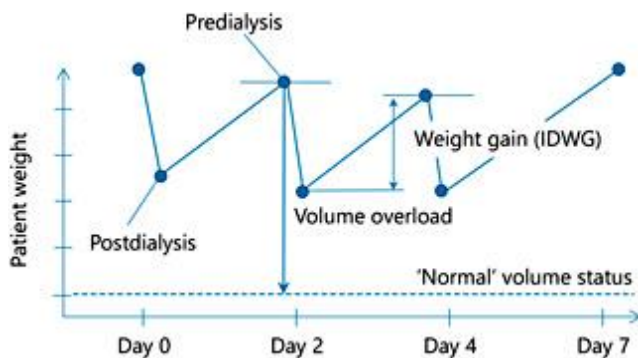 Predialysis
Weight gain (IDWG)
Volume overload
Postdialysis
Patient weight
'Normal' volume status
Day 0
Day 2
Day 4
Day 7